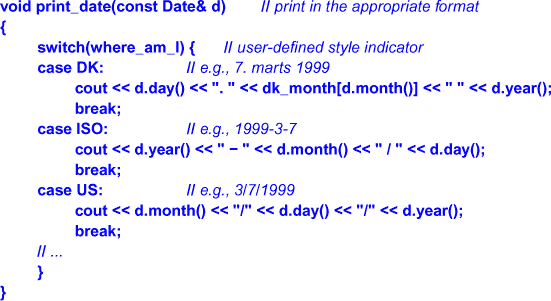 void print_date(const Date& d) // print in the appropriate format
{
switch(where_am_I) { // user-defined style indicator
case DK: // e.g., 7. marts 1999
cout << d.day() << ". " << dk_month[d.month()] << " " << d.year();
break;
case ISO: // e.g., 1999-3-7
cout << d.year() << " − " << d.month() << " / " << d.day();
break;
case US: // e.g., 3/7/1999
cout << d.month() << "/" << d.day() << "/" << d.year();
break;
// ...
}
}